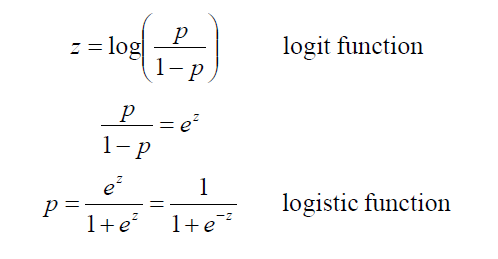 z = log(p / (1 − p)) logit function
p / (1 − p) = e^z
p = e^z / (1 + e^z) = 1 / (1 + e^−z) logistic function